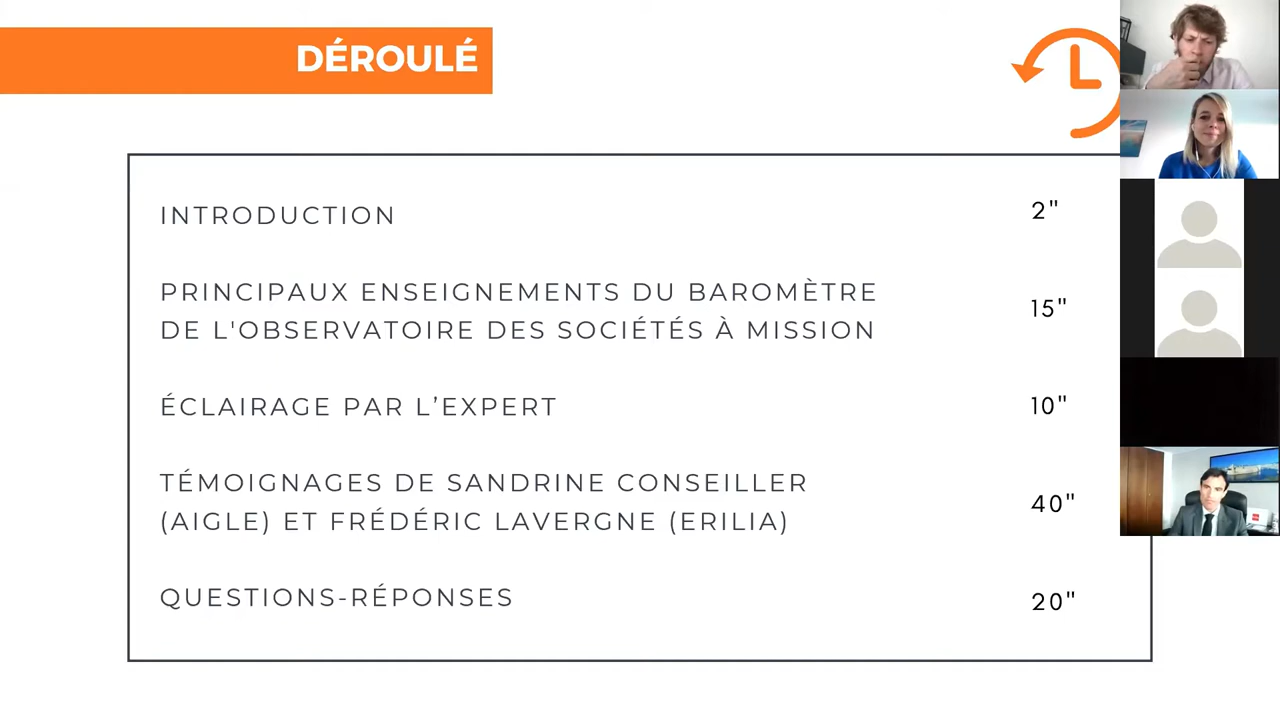 DÉROULÉ
INTRODUCTION 2"
PRINCIPAUX ENSEIGNEMENTS DU BAROMÈTRE
DE L'OBSERVATOIRE DES SOCIÉTÉS À MISSION 15"
ÉCLAIRAGE PAR L’EXPERT 10"
TÉMOIGNAGES DE SANDRINE CONSEILLER
(AIGLE) ET FRÉDÉRIC LAVERGNE (ERILIA) 40"
QUESTIONS-RÉPONSES 20"